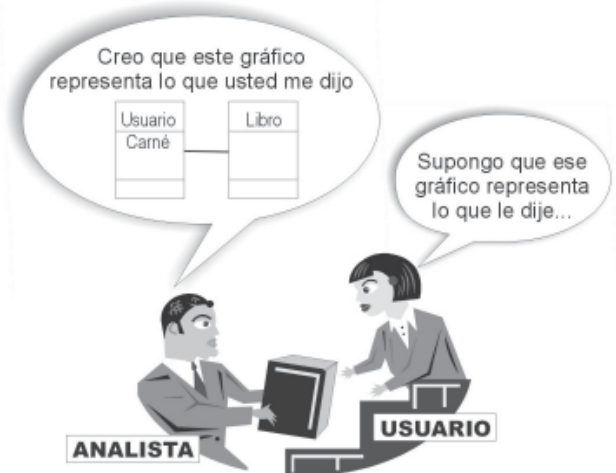 Creo que este gráfico
representa lo que usted me dijo
Usuario
Libro
Carné
Supongo que ese
gráfico representa
lo que le dije...
ANALISTA
USUARIO